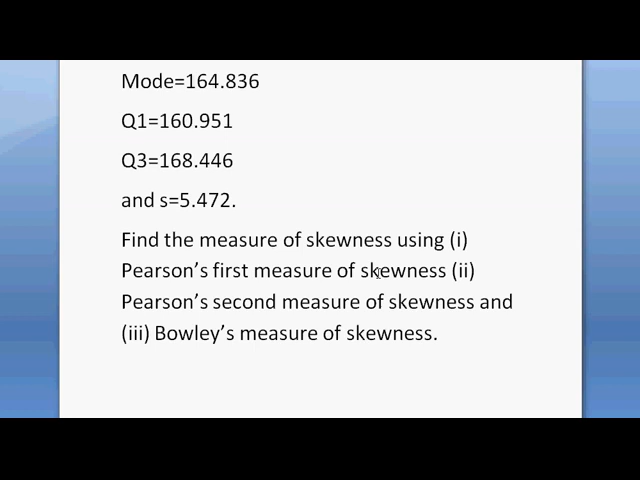 Mode=164.836
Q1=160.951
Q3=168.446
and s=5.472.
Find the measure of skewness using (i)
Pearson’s first measure of skewness (ii)
Pearson’s second measure of skewness and
(iii) Bowley’s measure of skewness.